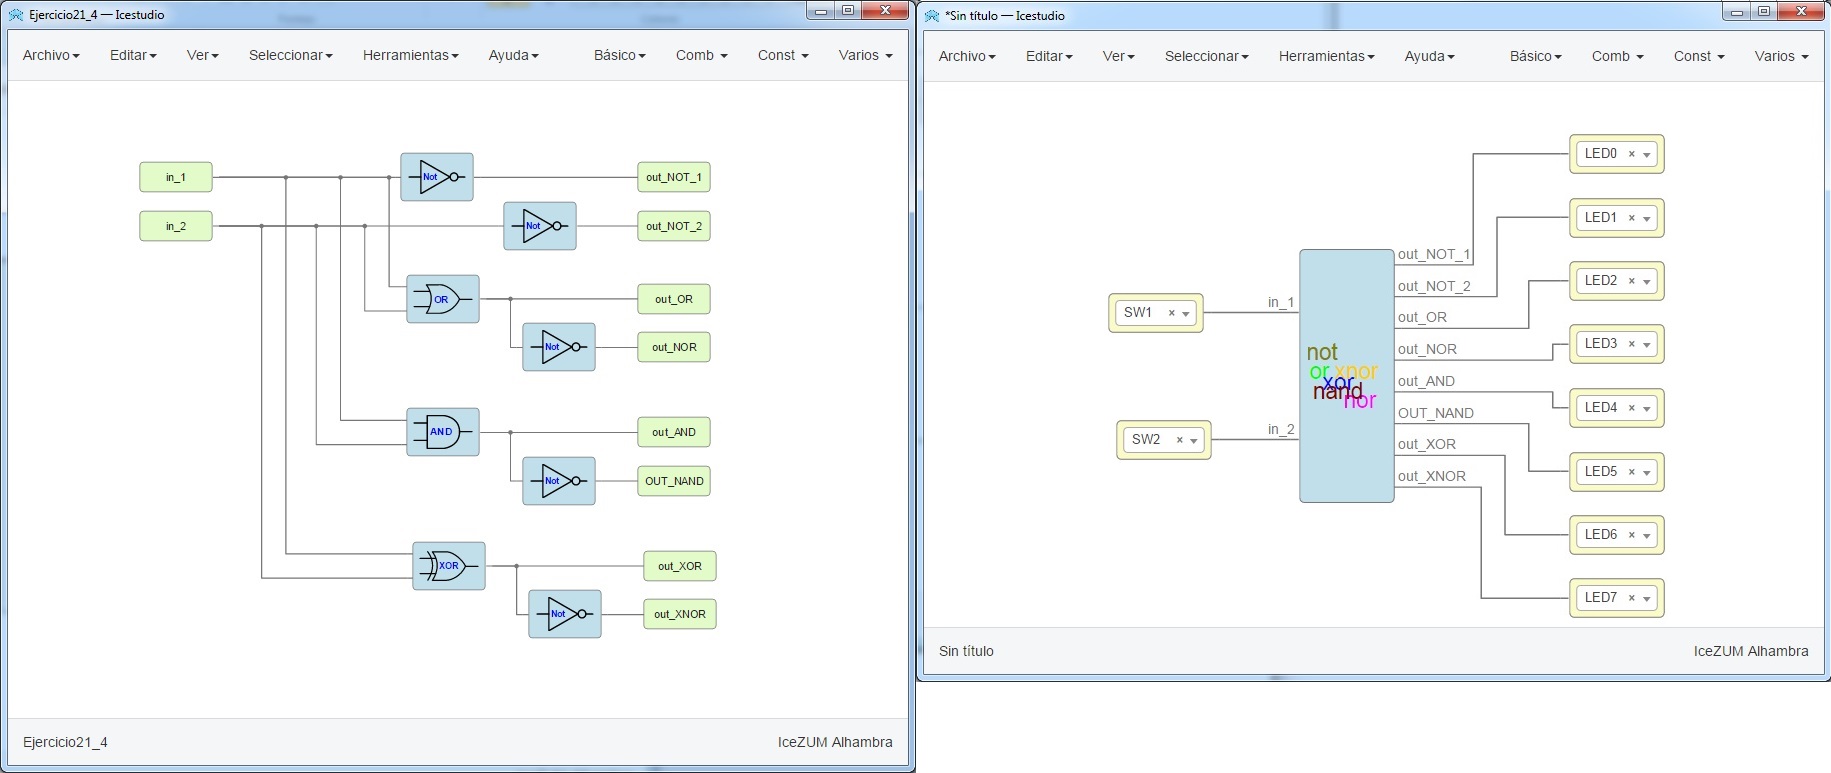 Ejercicio21_4 — Icestudio
Archivo Editar Ver Seleccionar Herramientas Ayuda Básico Comb Const Varios
in_1
Not
out_NOT_1
in_2
Not
out_NOT_2
OR
out_OR
Not
out_NOR
AND
out_AND
Not
OUT_NAND
XOR
out_XOR
Not
out_XNOR
Ejercicio21_4
IceZUM Alhambra
*Sin título — Icestudio
Archivo Editar Ver Seleccionar Herramientas Ayuda Básico Comb Const Varios
SW1
in_1
SW2
in_2
not
or xnor
xor
nand
nor
out_NOT_1
out_NOT_2
out_OR
out_NOR
out_AND
OUT_NAND
out_XOR
out_XNOR
LED0
LED1
LED2
LED3
LED4
LED5
LED6
LED7
Sin título
IceZUM Alhambra